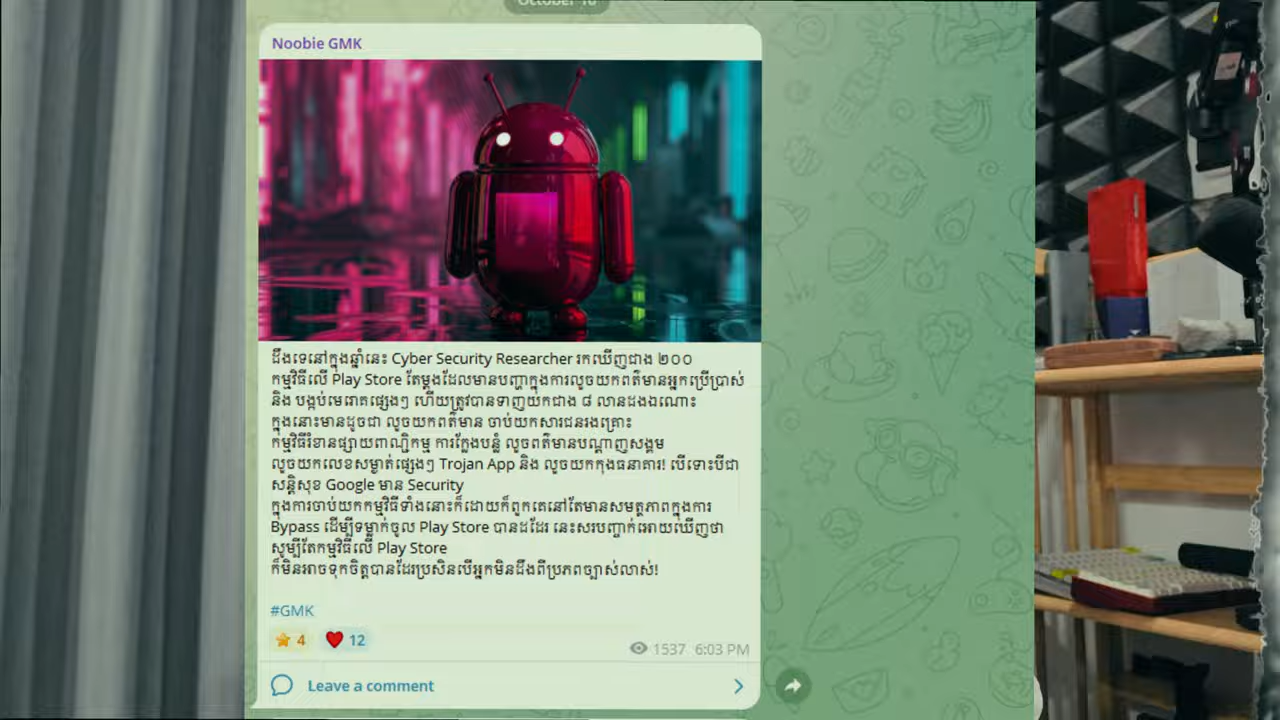 October 16
Noobie GMK
ដឹងទេនៅក្នុងឆ្នាំនេះ Cyber Security Researcher រកឃើញជាង ២០០
កម្មវិធីលើ Play Store តែម្ដងដែលមានបញ្ហាក្នុងការលួចយកពត៌មានអ្នកប្រើប្រាស់
និង បង្កប់មេរោគផ្សេងៗ ហើយត្រូវបានទាញយកជាង ៨ លានដងឯណោះ
ក្នុងនោះមានដូចជា លួចយកពត៌មាន ចាប់យកសារជនរងគ្រោះ
កម្មវិធីរំខានផ្សាយពាណ្ជិកម្ម ការក្លែងបន្លំ លួចពត៌មានបណ្ដាញសង្គម
លួចយកលេខសម្ងាត់ផ្សេងៗ Trojan App និង លួចយកកុងធនាគារ! បើទោះបីជា
សន្តិសុខ Google មាន Security
ក្នុងការចាប់យកកម្មវិធីទាំងនោះក៏ដោយក៏ពួកគេនៅតែមានសមត្ថភាពក្នុងការ
Bypass ដើម្បីទម្លាក់ចូល Play Store បានដដែរ នេះសរបញ្ចាក់អោយឃើញថា
សូម្បីតែកម្មវិធីលើ Play Store
ក៏មិនអាចទុកចិត្តបានដែរប្រសិនបើអ្នកមិនដឹងពីប្រភពច្បាស់លាស់!
#GMK
4 12
1537 6:03 PM
Leave a comment